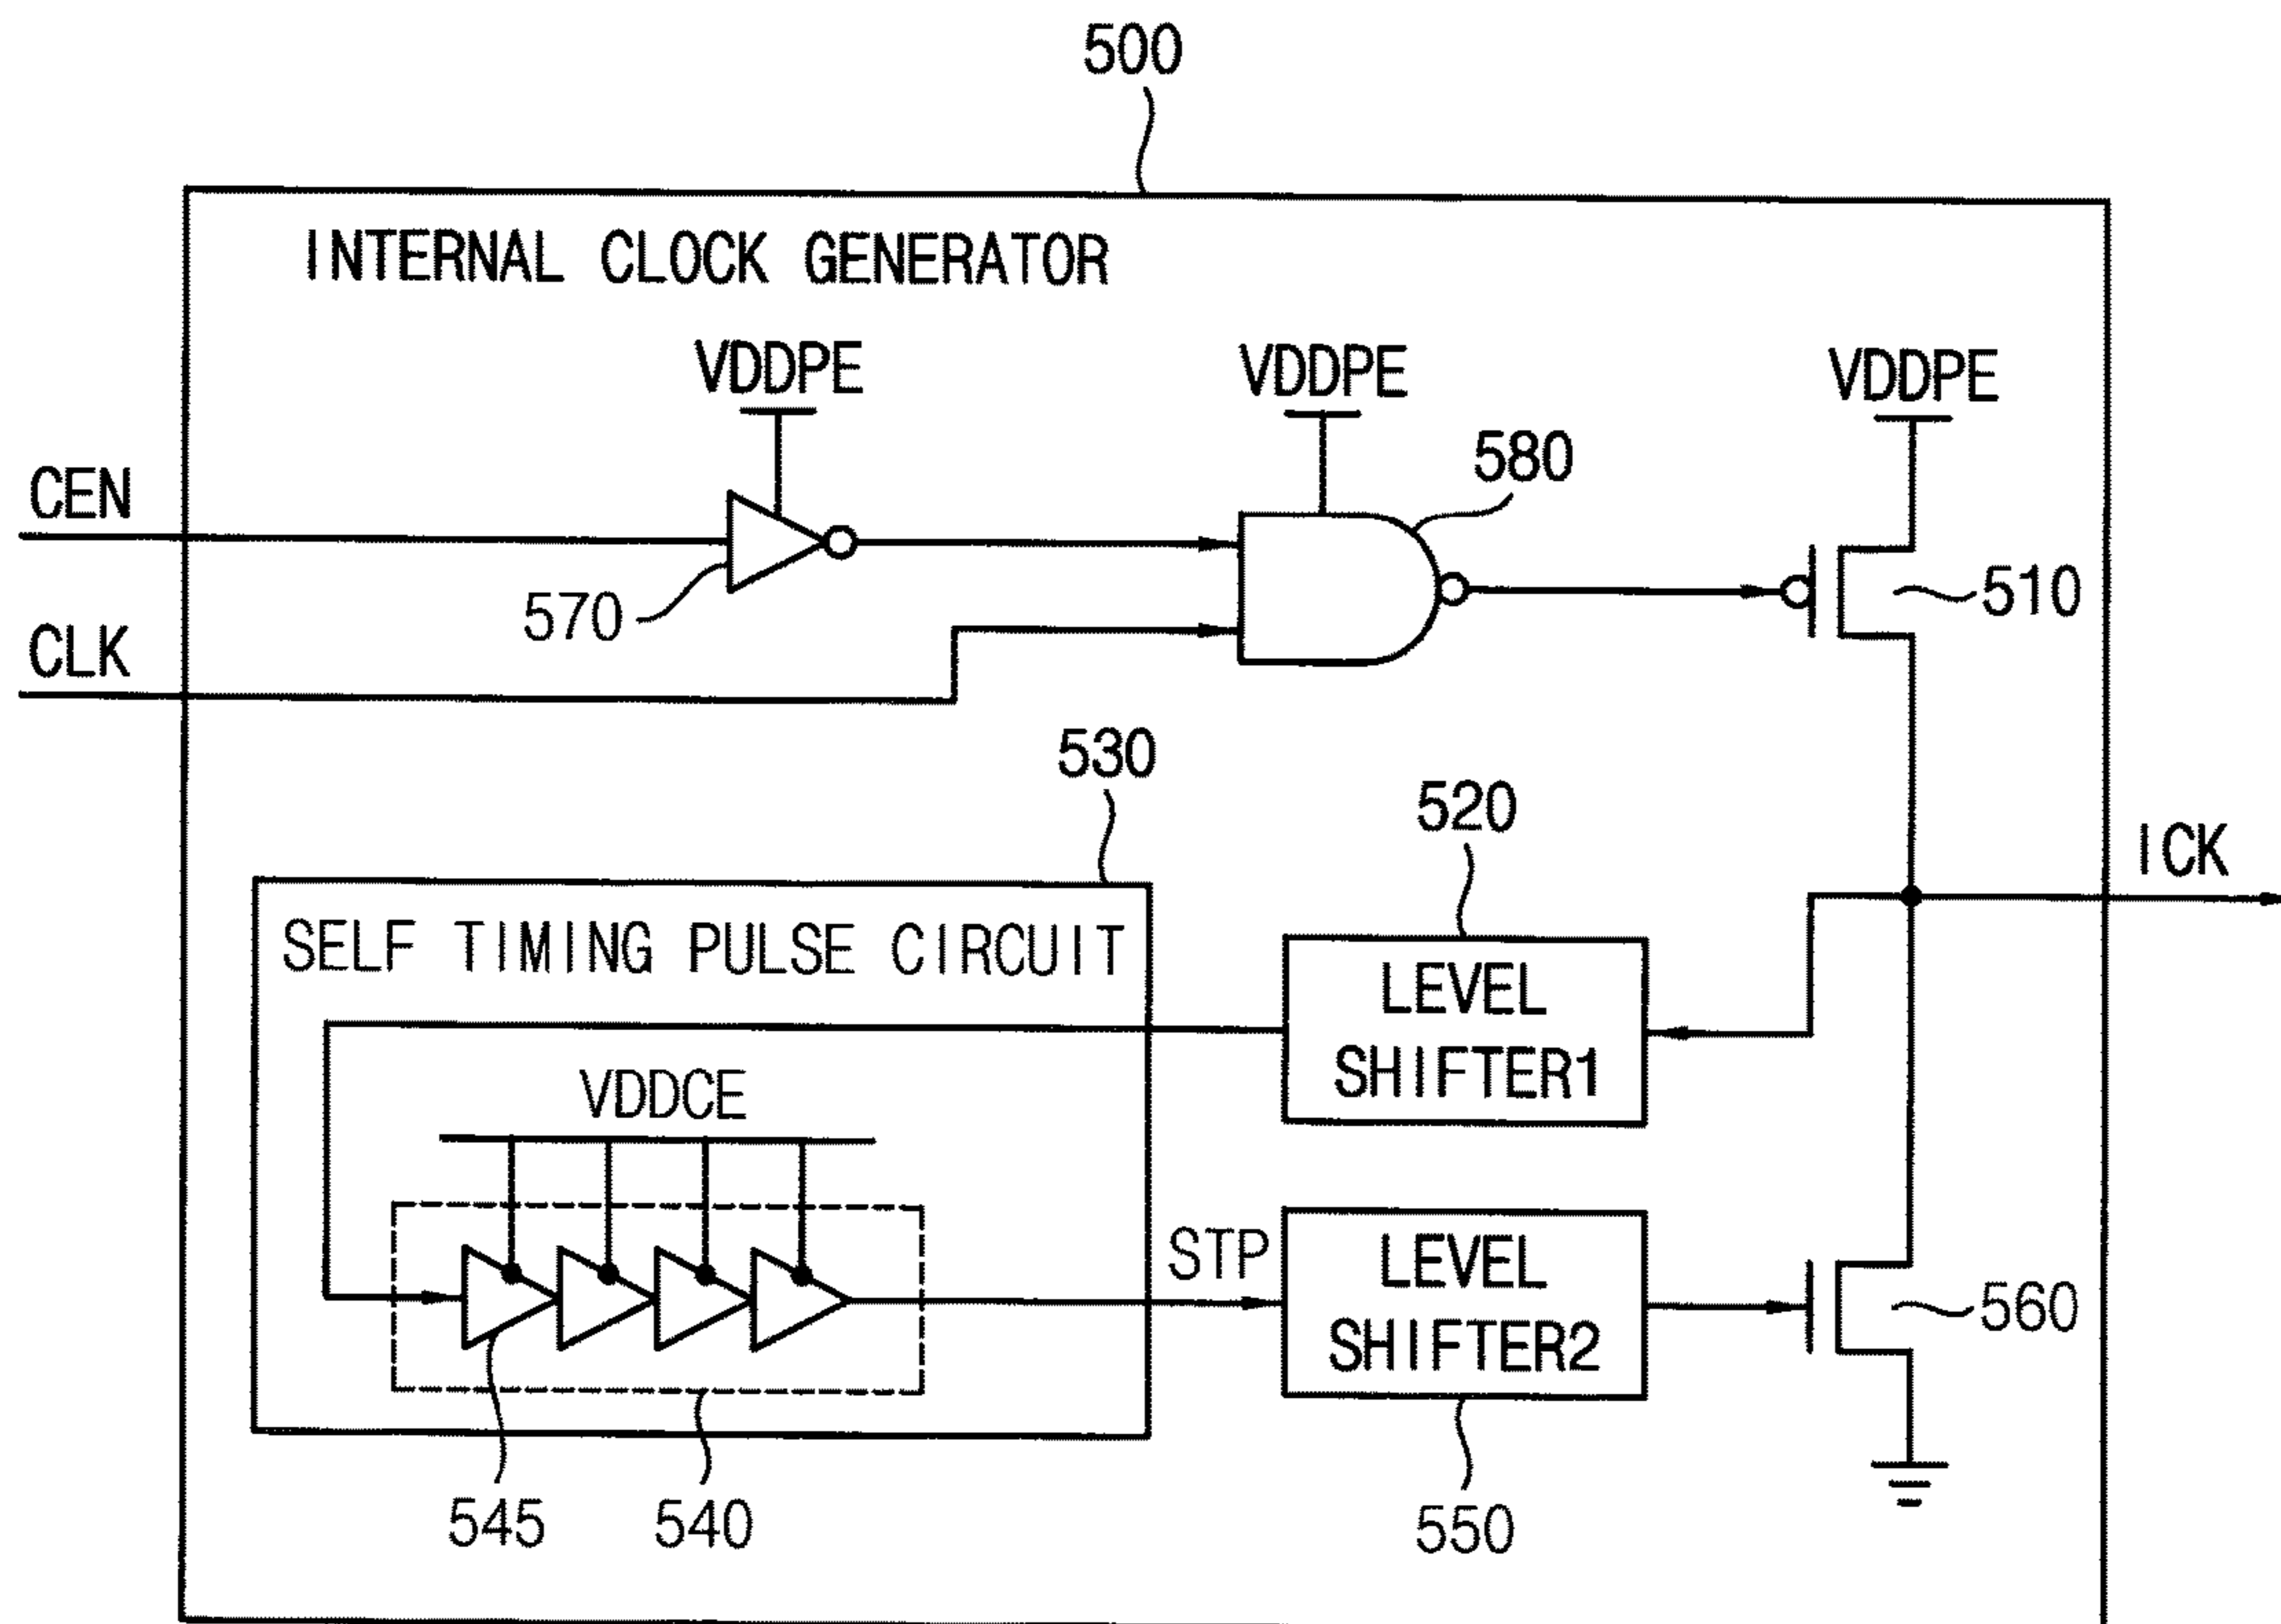 500
INTERNAL CLOCK GENERATOR
VDDPE
VDDPE
VDDPE
580
CEN
570
510
CLK
530
520
ICK
SELF TIMING PULSE CIRCUIT
LEVEL
SHIFTER1
VDDCE
STP
LEVEL
SHIFTER2
560
545
540
550